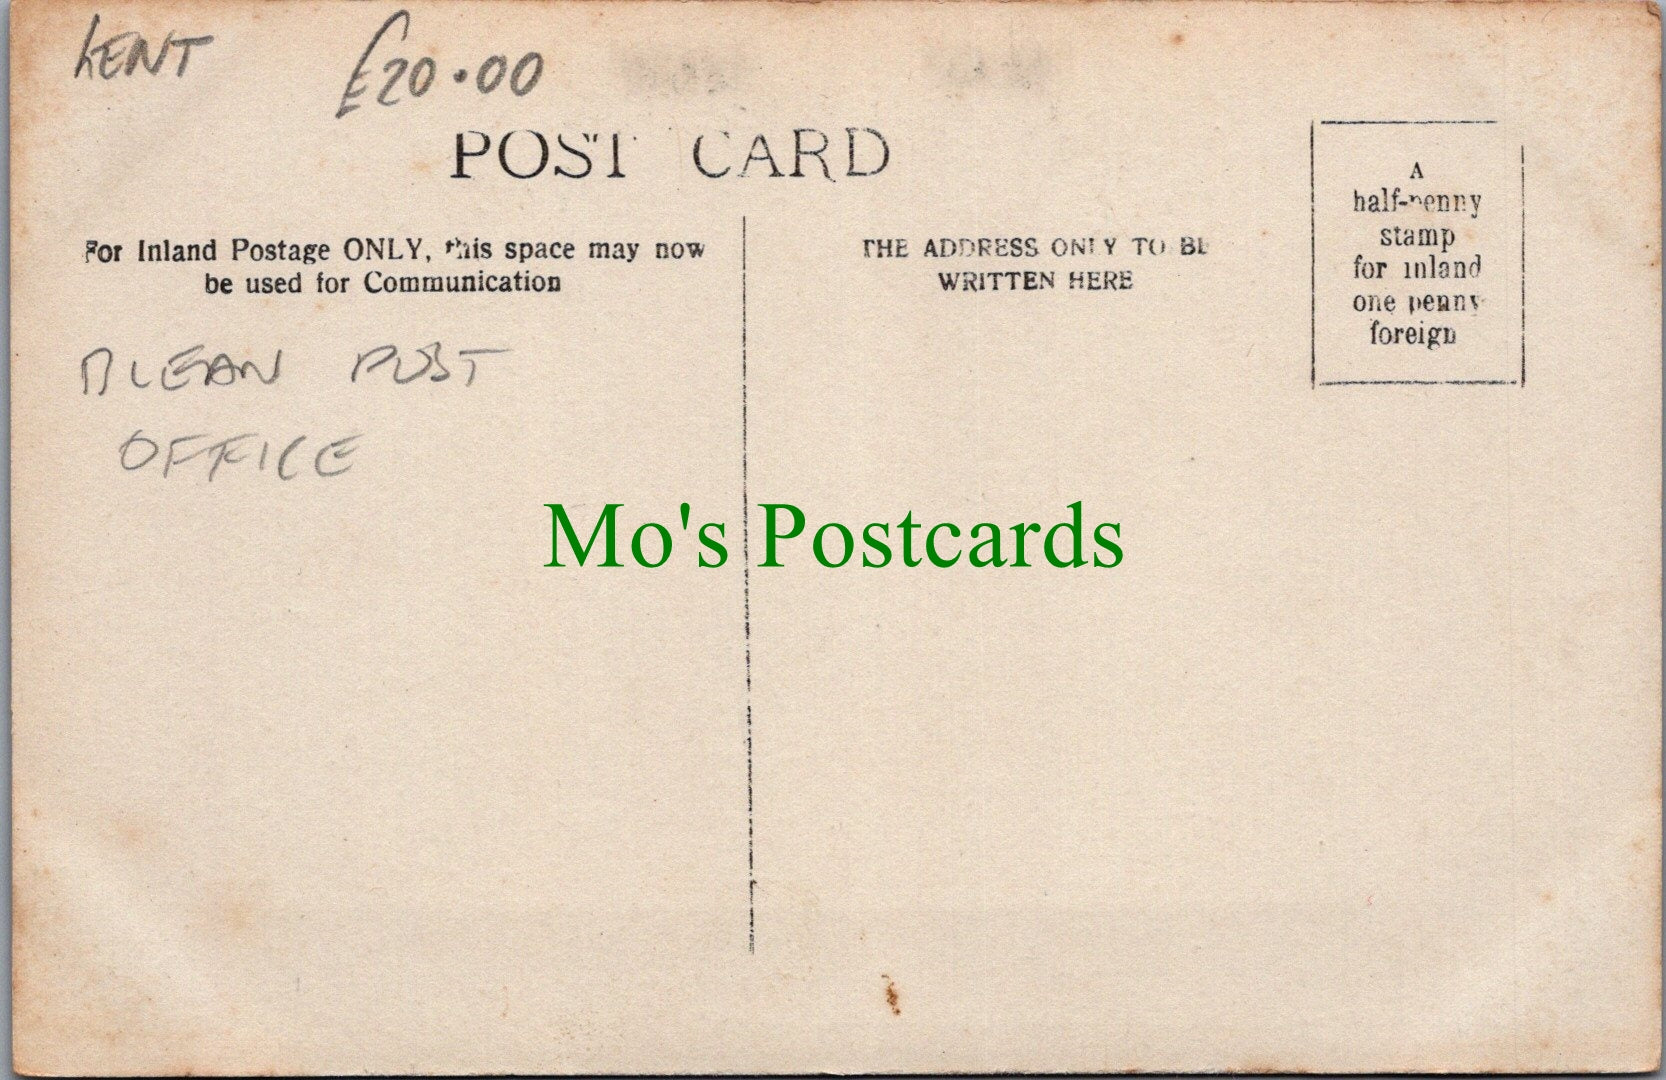 KENT £20.00
POST CARD
For Inland Postage ONLY, this space may now
be used for Communication
THE ADDRESS ONLY TO BE
WRITTEN HERE
A
half-penny
stamp
for inland
one penny
foreign
BLEAN POST
OFFICE
Mo's Postcards